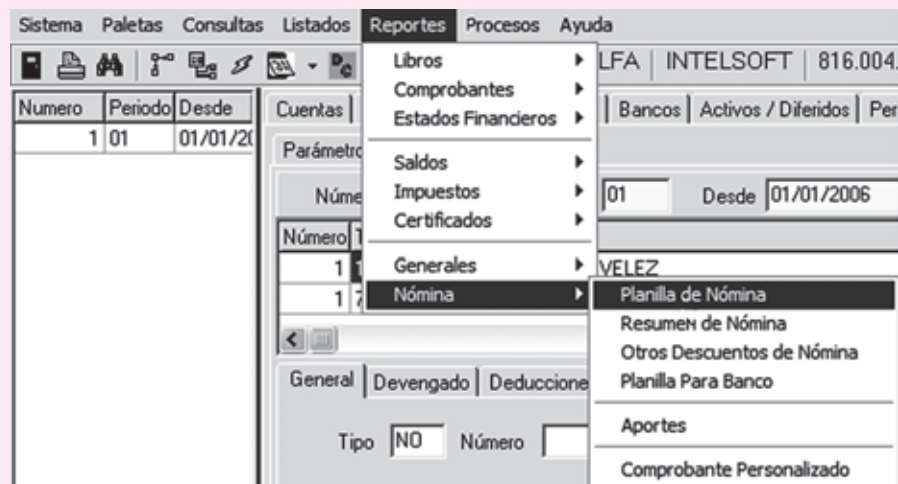 Sistema Paletas Consultas Listados Reportes Procesos Ayuda
LFA | INTELSOFT | 816.004.
Numero Periodo Desde
1 01 01/01/20
Cuentas Bancos Activos / Diferidos Per
Parámetro
Núme 01 Desde 01/01/2006
Número
1 VELEZ
1 7
Libros
Comprobantes
Estados Financieros
Saldos
Impuestos
Certificados
Generales
Nómina
Planilla de Nómina
Resumen de Nómina
Otros Descuentos de Nómina
Planilla Para Banco
Aportes
Comprobante Personalizado
General Devengado Deduccione
Tipo NO Número